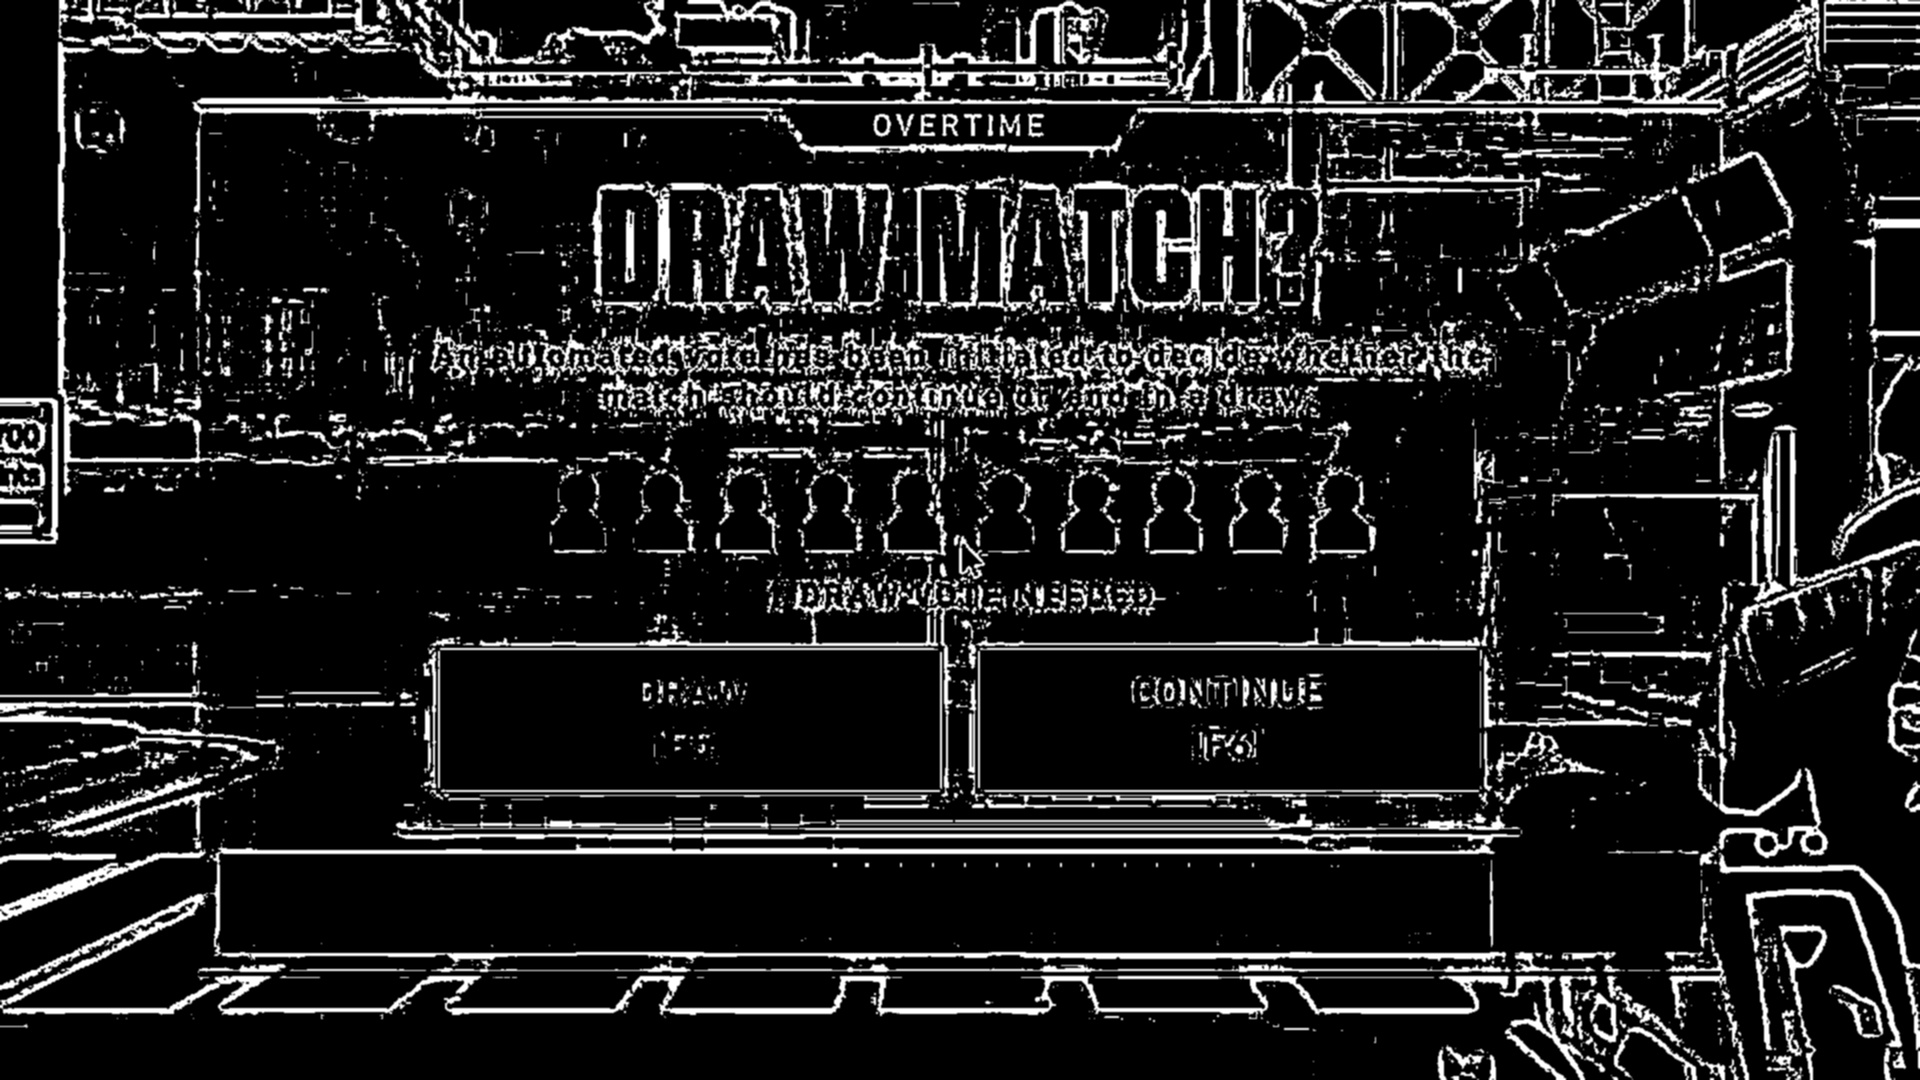 OVERTIME
DRAW MATCH?
An automated vote has been initiated to decide whether the
match should continue or end in a draw.
DRAW VOTE NEEDED
DRAW
CONTINUE
F5
[F6]